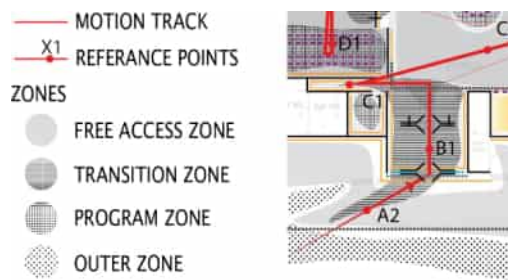 MOTION TRACK
X1
REFERANCE POINTS
ZONES
FREE ACCESS ZONE
TRANSITION ZONE
PROGRAM ZONE
OUTER ZONE
D1
C
C1
B1
A2